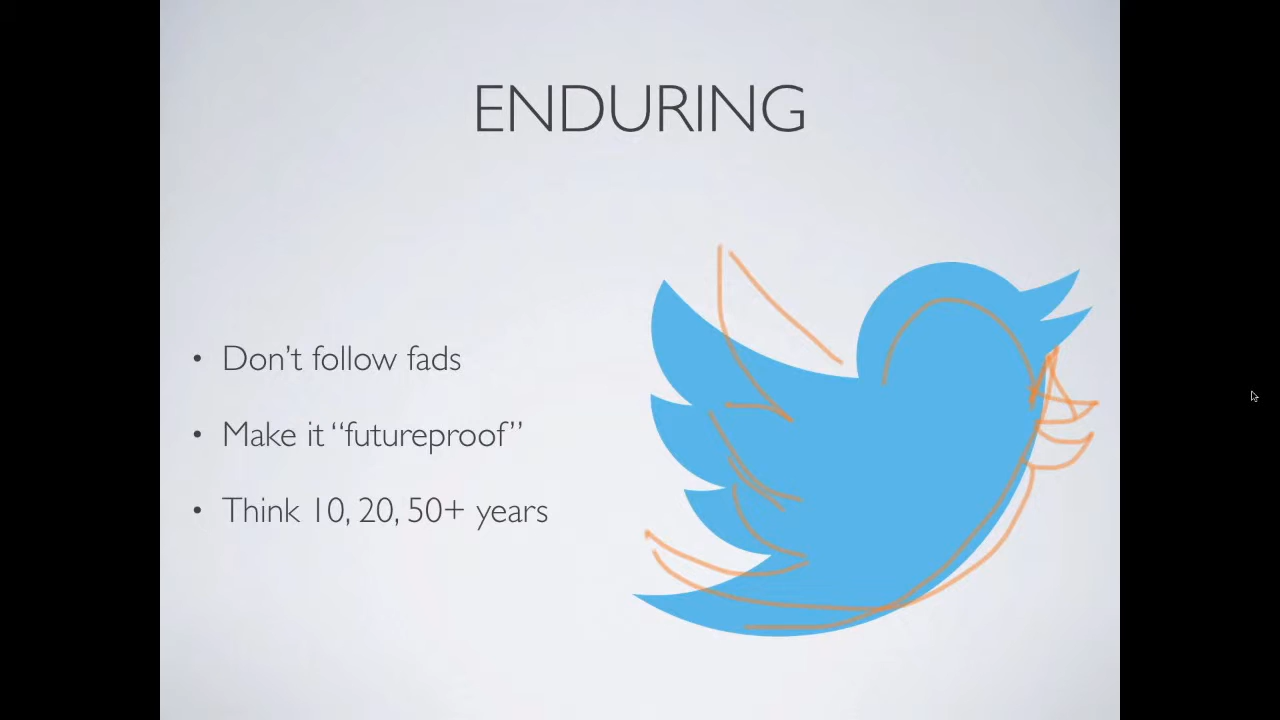 ENDURING
• Don’t follow fads
• Make it “futureproof”
• Think 10, 20, 50+ years